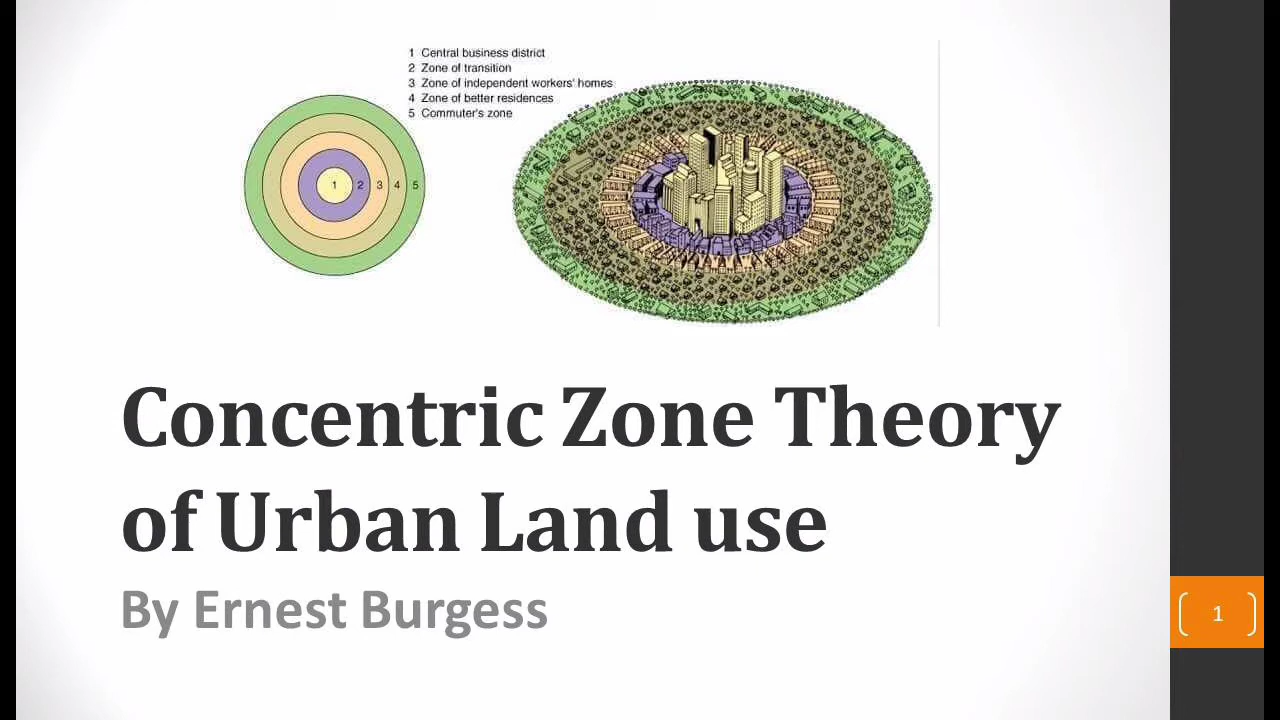 1 Central business district
2 Zone of transition
3 Zone of independent workers' homes
4 Zone of better residences
5 Commuter's zone
1 2 3 4 5
Concentric Zone Theory
of Urban Land use
By Ernest Burgess
1